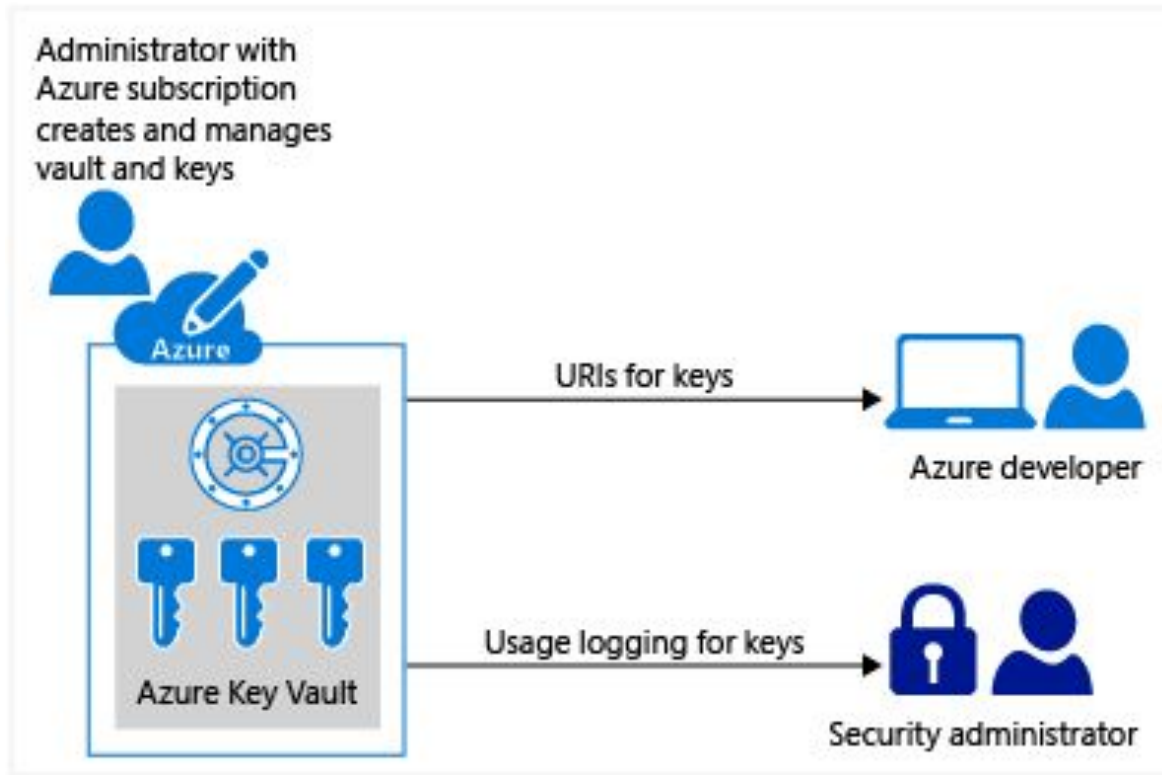 Administrator with
Azure subscription
creates and manages
vault and keys
Azure
URIs for keys
Azure developer
Usage logging for keys
Azure Key Vault
Security administrator